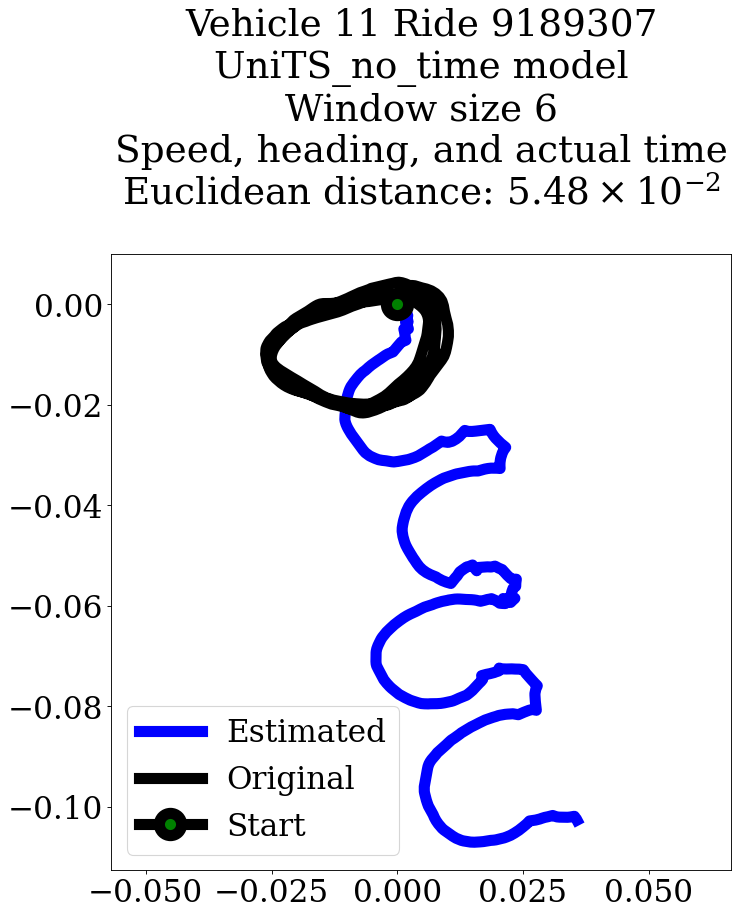 Vehicle 11 Ride 9189307
UniTS_no_time model
Window size 6
Speed, heading, and actual time
Euclidean distance: 5.48 × 10⁻²
0.00
−0.02
−0.04
−0.06
−0.08
−0.10
Estimated
Original
Start
−0.050 −0.025 0.000 0.025 0.050